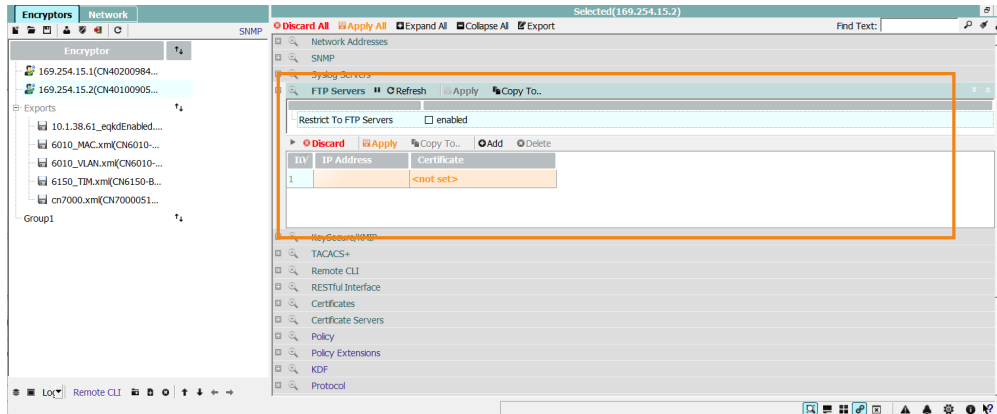 Encryptors Network
SNMP
Encryptor
169.254.15.1(CN40200984...
169.254.15.2(CN40100905...
Exports
10.1.38.61_eqkdEnabled....
6010_MAC.xml(CN6010-...
6010_VLAN.xml(CN6010-...
6150_TIM.xml(CN6150-B...
cn7000.xml(CN7000051...
Group1
Remote CLI
Selected(169.254.15.2)
Discard All Apply All Expand All Collapse All Export Find Text:
Network Addresses
SNMP
Syslog Servers
FTP Servers Refresh Apply Copy To..
Restrict To FTP Servers enabled
Discard Apply Copy To.. Add Delete
IP Address Certificate
1 <not set>
KeySecure/KMIP
TACACS+
Remote CLI
RESTful Interface
Certificates
Certificate Servers
Policy
Policy Extensions
KDF
Protocol